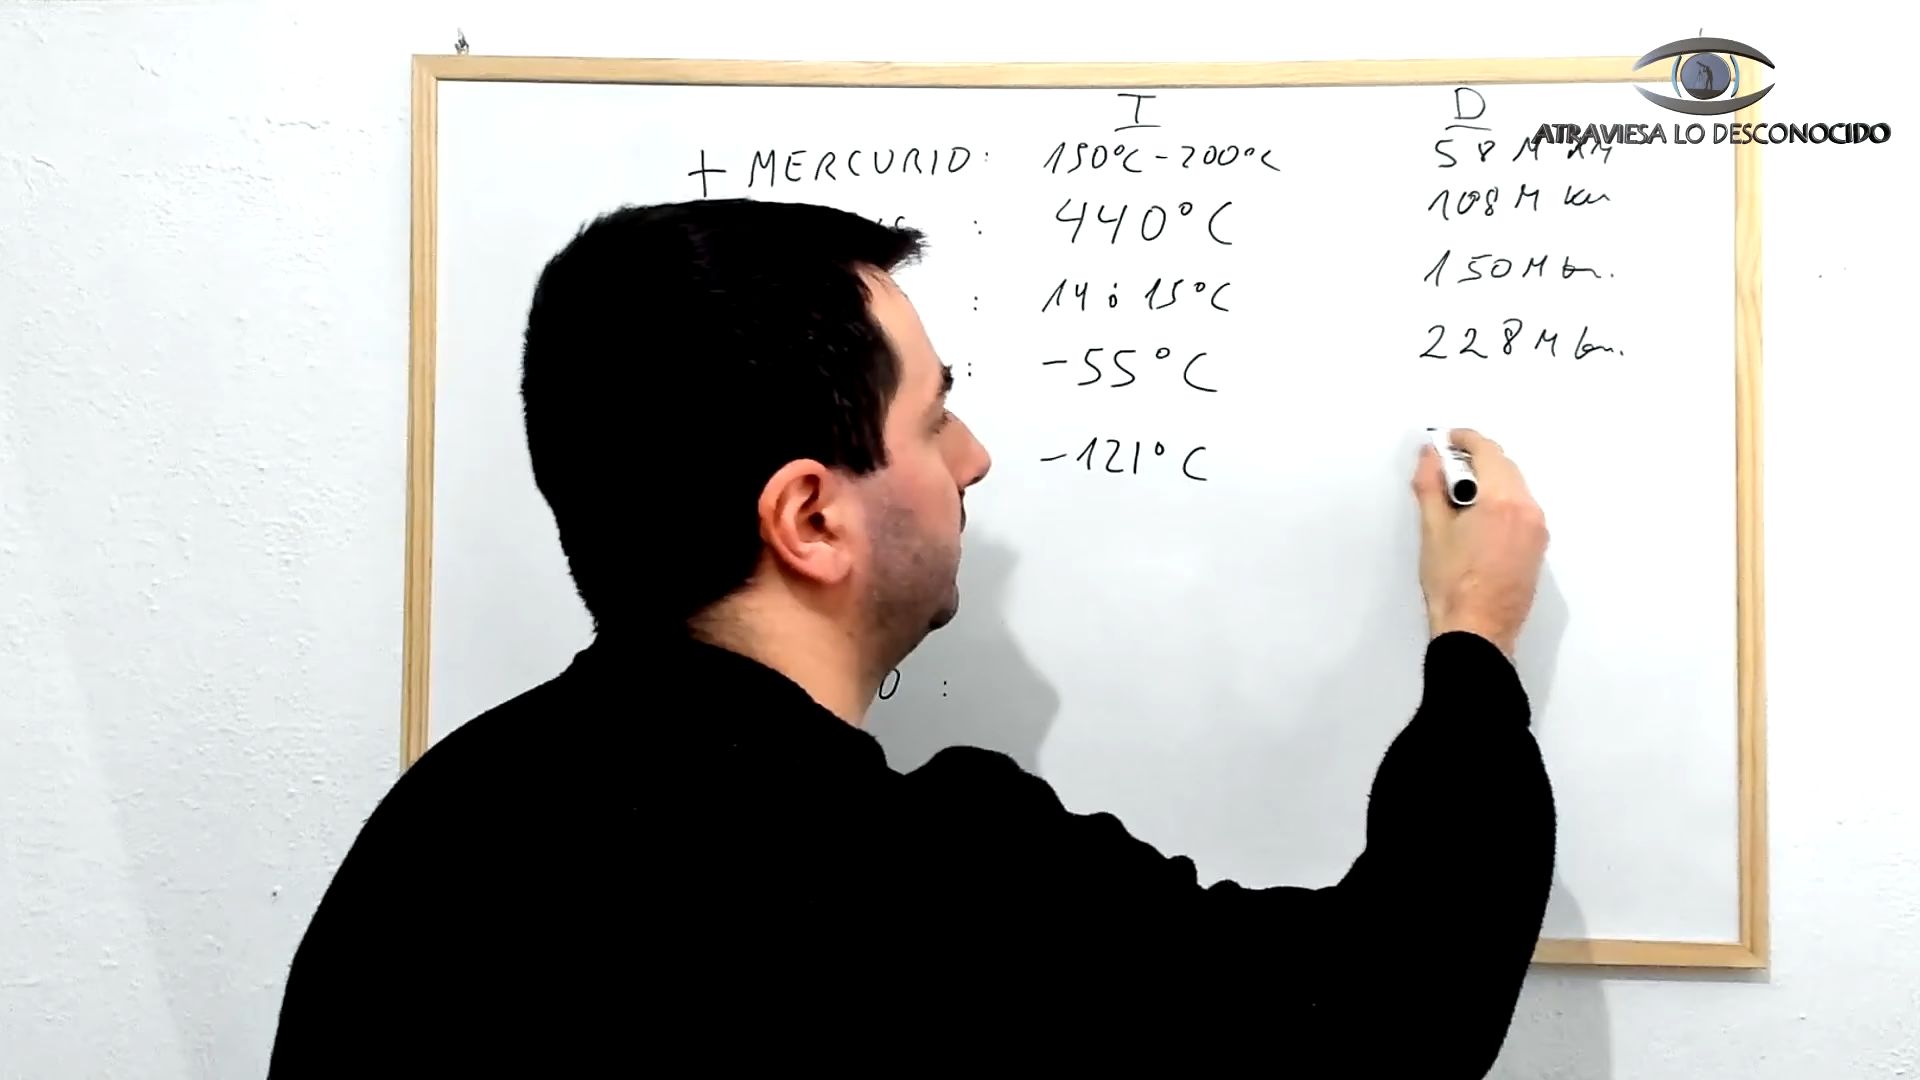 T D
ATRAVIESA LO DESCONOCIDO
+ MERCURIO: 150°C - 200°C 58 M KM
: 440°C 108 M km
: 14 ó 15°C 150 M km.
: -55°C 228 M km.
-121°C
O :